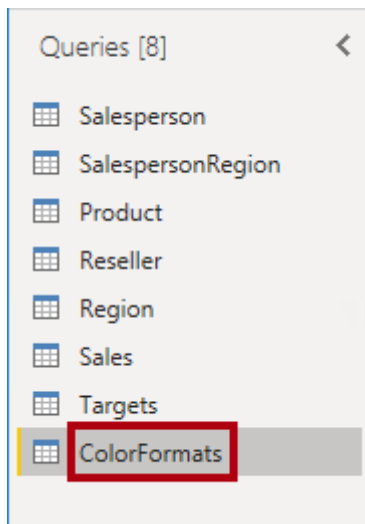 Queries [8]
Salesperson
SalespersonRegion
Product
Reseller
Region
Sales
Targets
ColorFormats